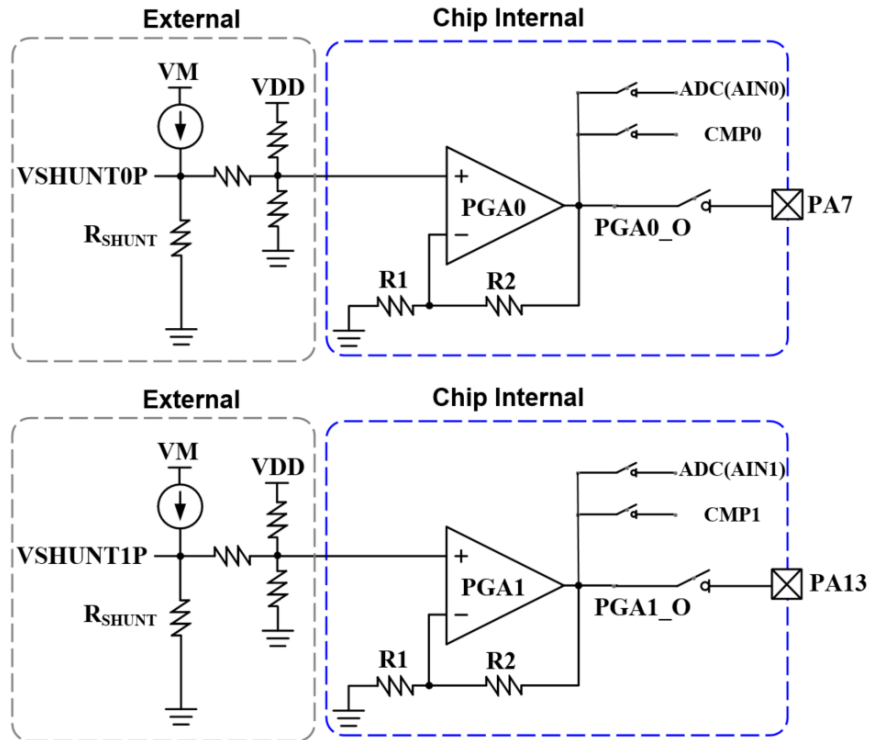 External
Chip Internal
VM
VDD
ADC(AIN0)
CMP0
VSHUNT0P
PGA0
PGA0_O
PA7
RSHUNT
R1
R2
External
Chip Internal
VM
VDD
ADC(AIN1)
CMP1
VSHUNT1P
PGA1
PGA1_O
PA13
RSHUNT
R1
R2